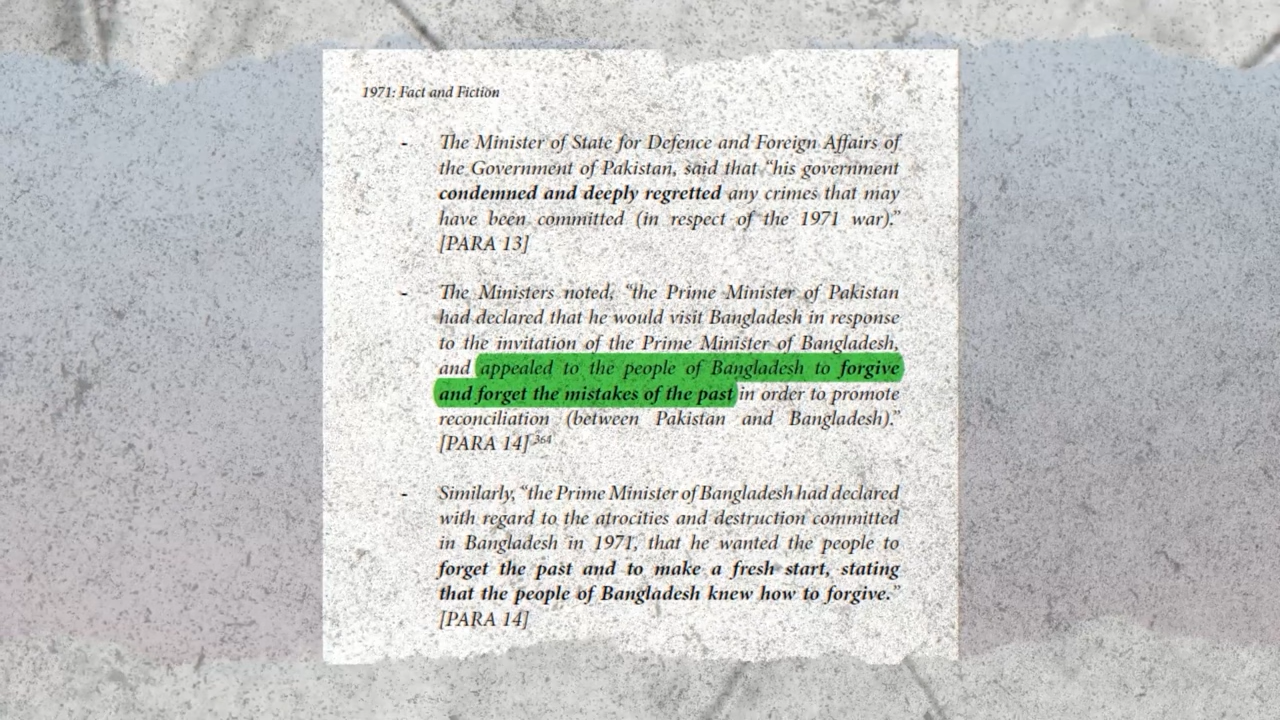 1971: Fact and Fiction
- The Minister of State for Defence and Foreign Affairs of
the Government of Pakistan, said that “his government
condemned and deeply regretted any crimes that may
have been committed (in respect of the 1971 war).”
[PARA 13]
- The Ministers noted, “the Prime Minister of Pakistan
had declared that he would visit Bangladesh in response
to the invitation of the Prime Minister of Bangladesh,
and appealed to the people of Bangladesh to forgive
and forget the mistakes of the past in order to promote
reconciliation (between Pakistan and Bangladesh).”
[PARA 14] 364
- Similarly, “the Prime Minister of Bangladesh had declared
with regard to the atrocities and destruction committed
in Bangladesh in 1971, that he wanted the people to
forget the past and to make a fresh start, stating
that the people of Bangladesh knew how to forgive.”
[PARA 14]